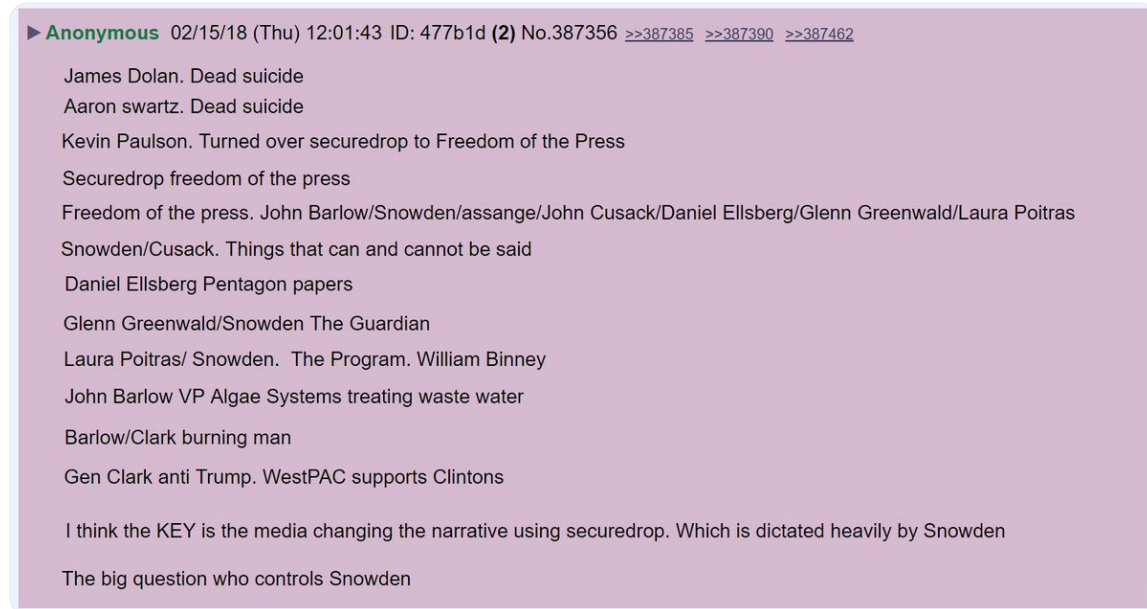 ▶ Anonymous 02/15/18 (Thu) 12:01:43 ID: 477b1d (2) No.387356 >>387385 >>387390 >>387462
James Dolan. Dead suicide
Aaron swartz. Dead suicide
Kevin Paulson. Turned over securedrop to Freedom of the Press
Securedrop freedom of the press
Freedom of the press. John Barlow/Snowden/assange/John Cusack/Daniel Ellsberg/Glenn Greenwald/Laura Poitras
Snowden/Cusack. Things that can and cannot be said
Daniel Ellsberg Pentagon papers
Glenn Greenwald/Snowden The Guardian
Laura Poitras/ Snowden. The Program. William Binney
John Barlow VP Algae Systems treating waste water
Barlow/Clark burning man
Gen Clark anti Trump. WestPAC supports Clintons
I think the KEY is the media changing the narrative using securedrop. Which is dictated heavily by Snowden
The big question who controls Snowden